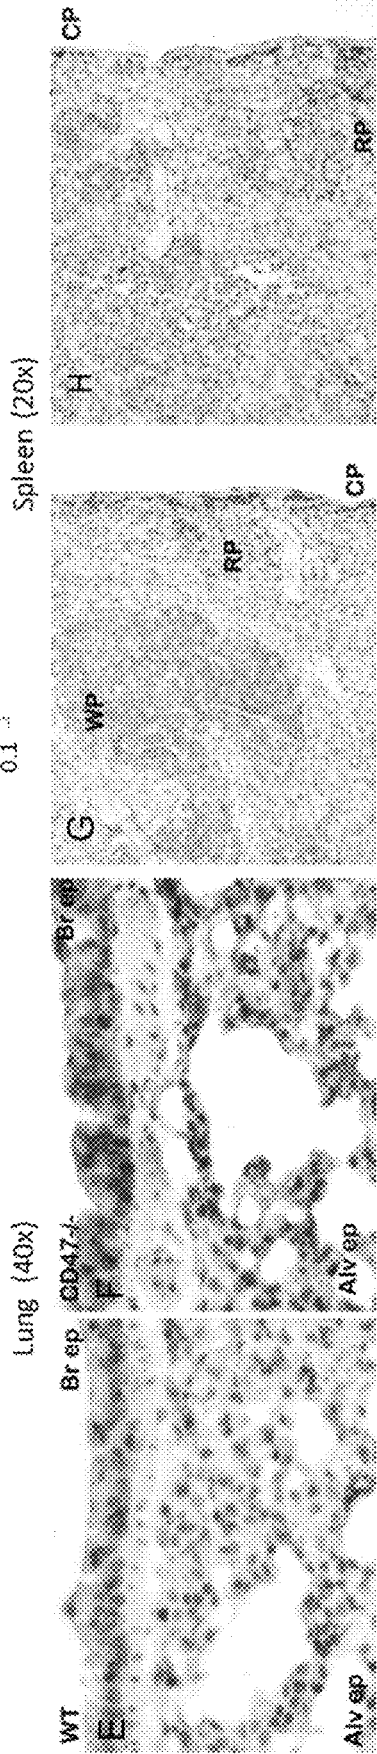 0.1
Lung (40x)
Spleen (20x)
WT
Br ep
CD47-/-
Br ep
E
F
Alv ep
Alv ep
G
WP
RP
CP
H
CP
RP